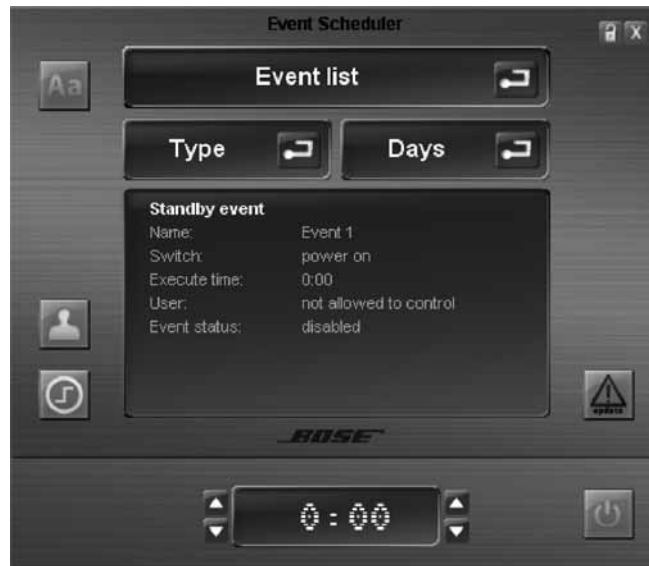 Event Scheduler
X
Aa
Event list
Type
Days
Standby event
Name: Event 1
Switch: power on
Execute time: 0:00
User: not allowed to control
Event status: disabled
update
BOSE
0:00